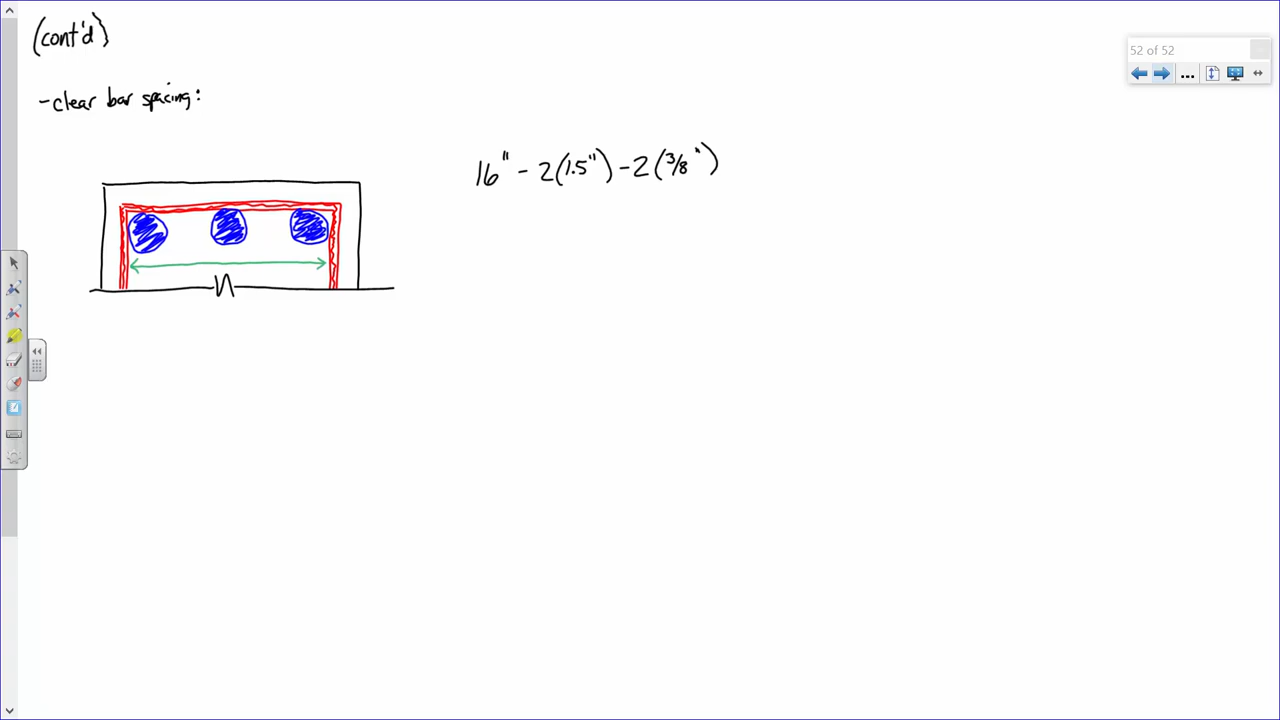 (cont'd)
52 of 52
-clear bar spacing:
16" - 2(1.5") - 2(3/8")